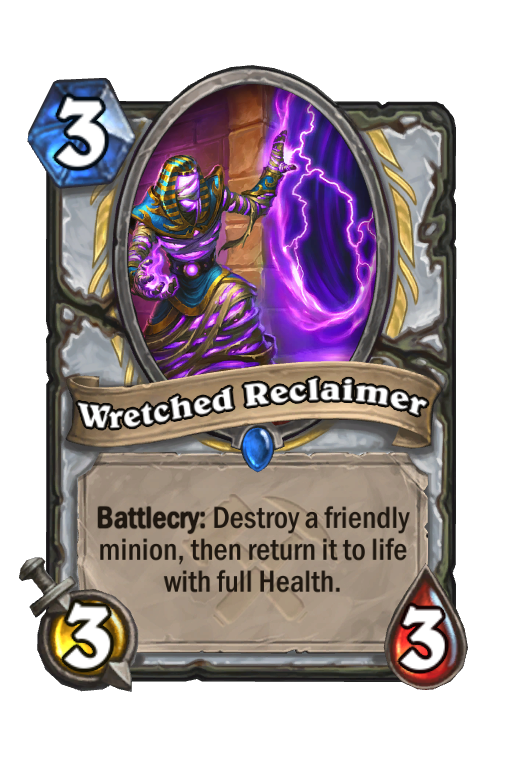 3
Wretched Reclaimer
Battlecry: Destroy a friendly
minion, then return it to life
with full Health.
3
3